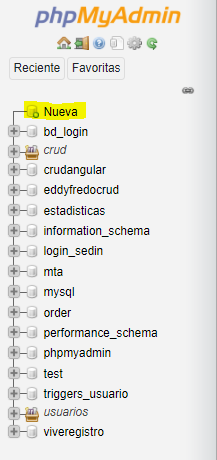 phpMyAdmin
Reciente Favoritas
Nueva
bd_login
crud
crudangular
eddyfredocrud
estadisticas
information_schema
login_sedin
mta
mysql
order
performance_schema
phpmyadmin
test
triggers_usuario
usuarios
viveregistro